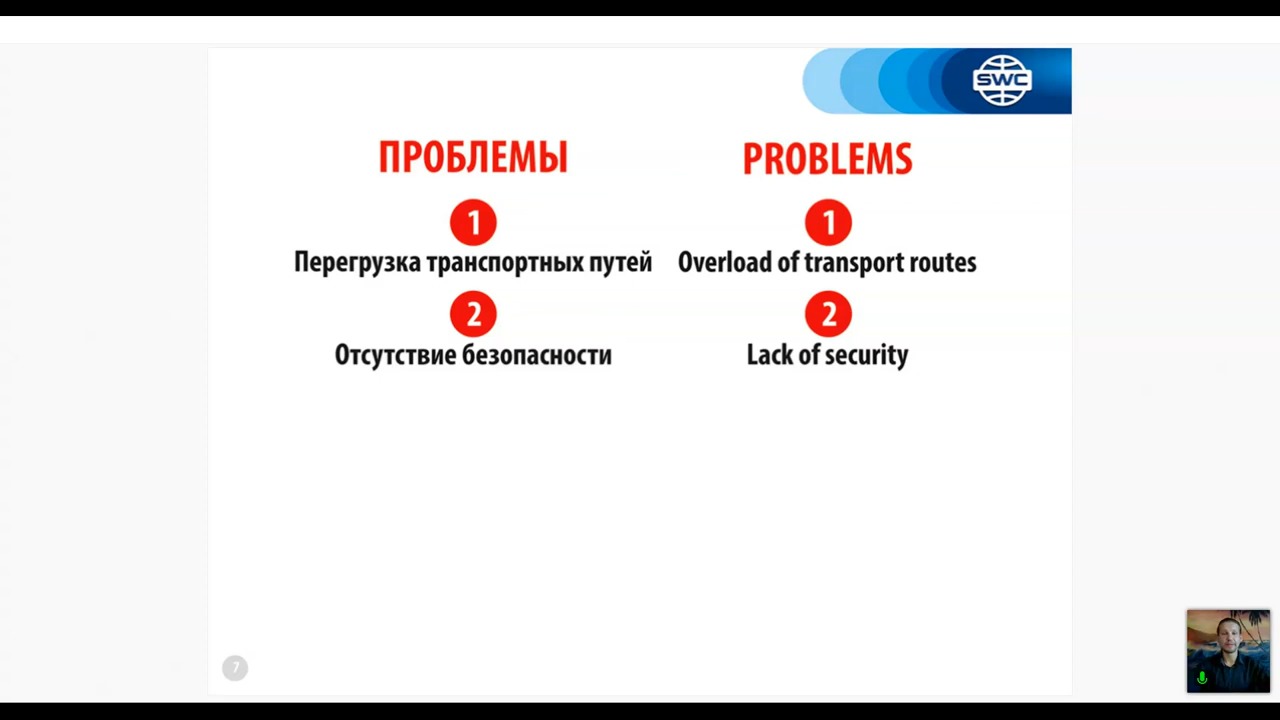 SWC
ПРОБЛЕМЫ
1
Перегрузка транспортных путей
2
Отсутствие безопасности
PROBLEMS
1
Overload of transport routes
2
Lack of security
7